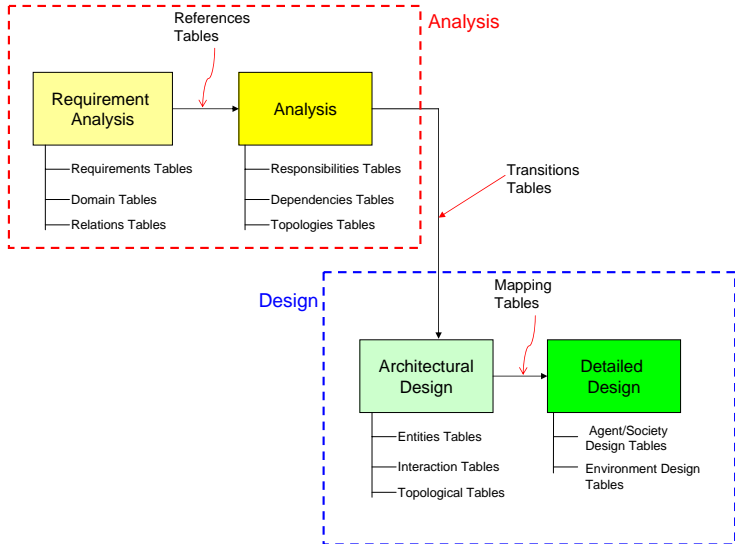 References
Tables
Analysis
Requirement
Analysis
Analysis
Requirements Tables
Domain Tables
Relations Tables
Responsibilities Tables
Dependencies Tables
Topologies Tables
Transitions
Tables
Design
Mapping
Tables
Architectural
Design
Detailed
Design
Entities Tables
Interaction Tables
Topological Tables
Agent/Society
Design Tables
Environment Design
Tables